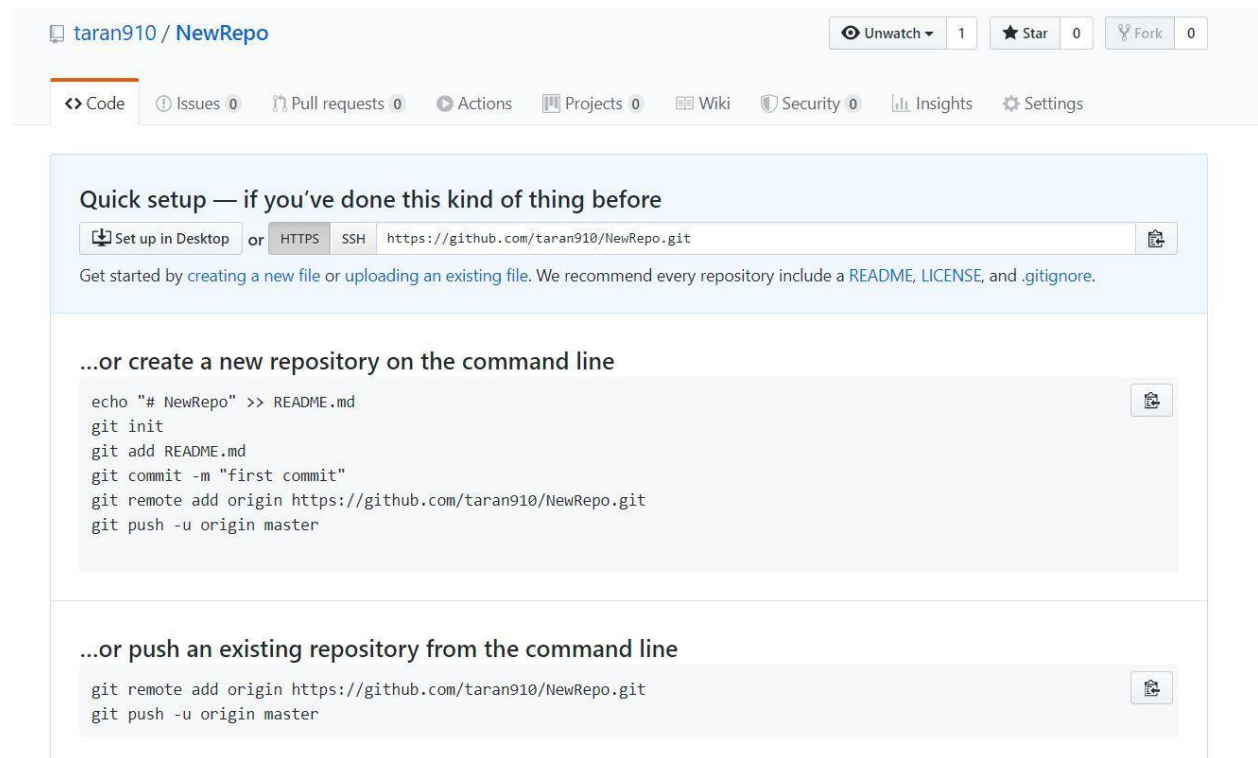 taran910 / NewRepo
Unwatch 1 Star 0 Fork 0
Code Issues 0 Pull requests 0 Actions Projects 0 Wiki Security 0 Insights Settings
Quick setup — if you’ve done this kind of thing before
Set up in Desktop or HTTPS SSH https://github.com/taran910/NewRepo.git
Get started by creating a new file or uploading an existing file. We recommend every repository include a README, LICENSE, and .gitignore.
…or create a new repository on the command line
echo "# NewRepo" >> README.md
git init
git add README.md
git commit -m "first commit"
git remote add origin https://github.com/taran910/NewRepo.git
git push -u origin master
…or push an existing repository from the command line
git remote add origin https://github.com/taran910/NewRepo.git
git push -u origin master